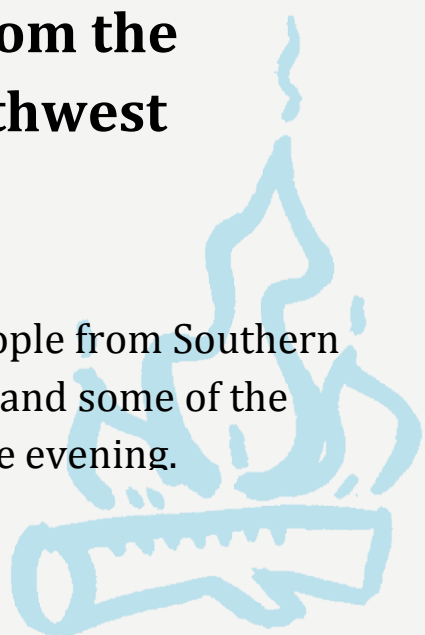 om the
thwest
ople from Southern
and some of the
e evening.